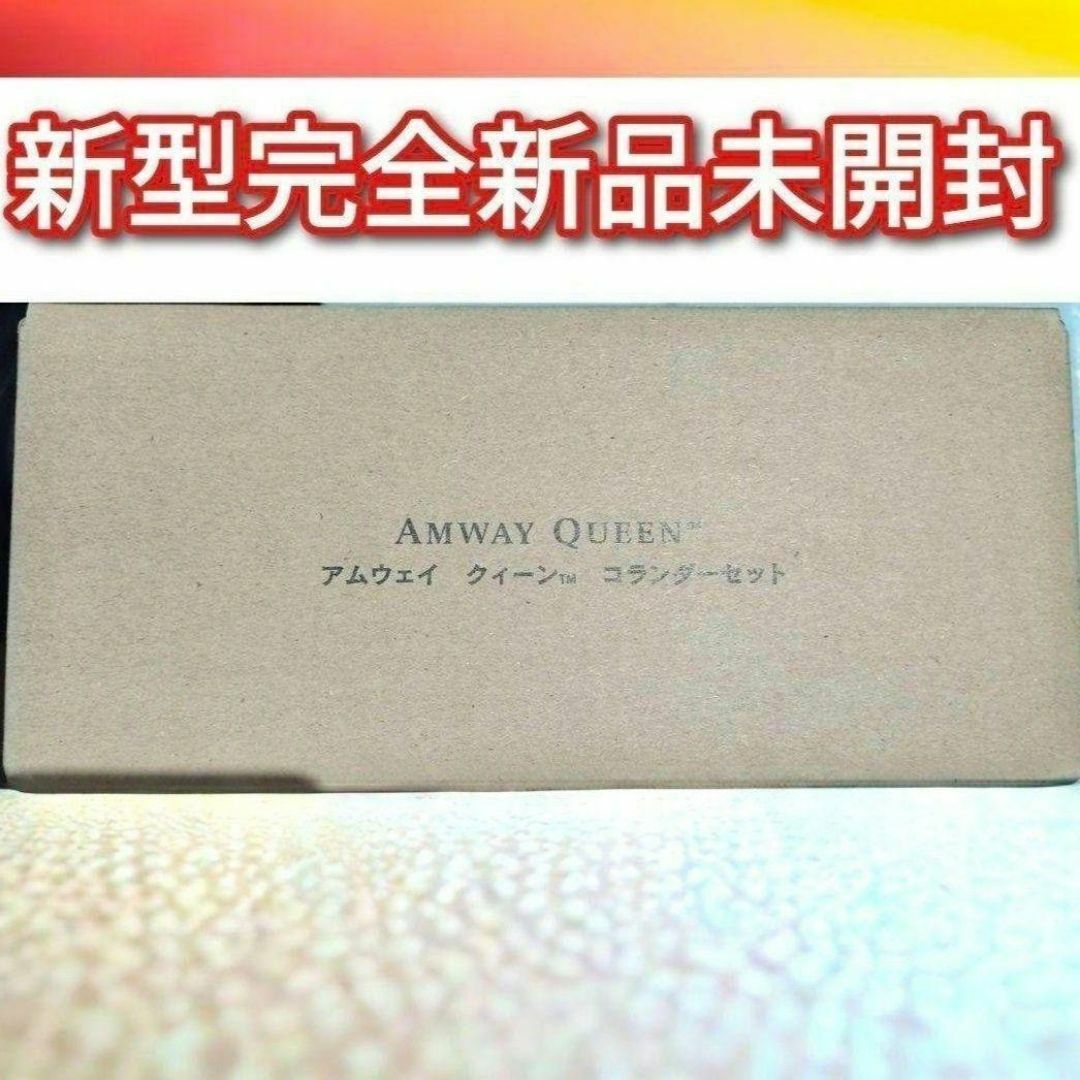 新型完全新品未開封
AMWAY QUEEN™
アムウェイ クィーン™ コランダーセット